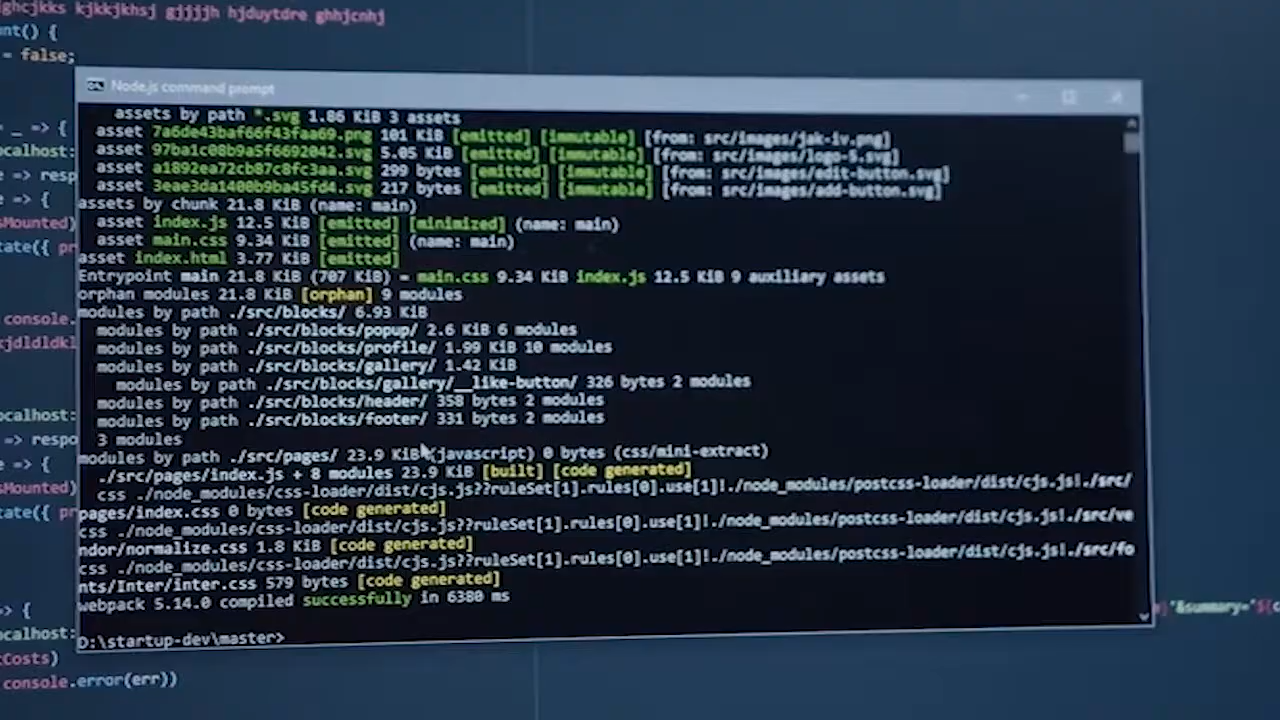 ghcjkks kjkkjkhsj gjjjjh hjduytdre ghhjcnhj
nt() {
= false;
Node.js command prompt
assets by path *.svg 1.86 KiB 3 assets
asset 7a6de43baf66f43faa69.png 101 KiB [emitted] [immutable] [from: src/images/jak-iv.png]
asset 97ba1c08b9a5f6692042.svg 5.05 KiB [emitted] [immutable] [from: src/images/logo-5.svg]
asset a1892ea72cb87c8fc3aa.svg 299 bytes [emitted] [immutable] [from: src/images/edit-button.svg]
asset 3eae3da1400b9ba45fd4.svg 217 bytes [emitted] [immutable] [from: src/images/add-button.svg]
assets by chunk 21.8 KiB (name: main)
asset index.js 12.5 KiB [emitted] [minimized] (name: main)
asset main.css 9.34 KiB [emitted] (name: main)
asset index.html 3.77 KiB [emitted]
Entrypoint main 21.8 KiB (707 KiB) = main.css 9.34 KiB index.js 12.5 KiB 9 auxiliary assets
orphan modules 21.8 KiB [orphan] 9 modules
modules by path ./src/blocks/ 6.93 KiB
modules by path ./src/blocks/popup/ 2.6 KiB 6 modules
modules by path ./src/blocks/profile/ 1.99 KiB 10 modules
modules by path ./src/blocks/gallery/ 1.42 KiB
modules by path ./src/blocks/gallery/__like-button/ 326 bytes 2 modules
modules by path ./src/blocks/header/ 358 bytes 2 modules
modules by path ./src/blocks/footer/ 331 bytes 2 modules
3 modules
modules by path ./src/pages/ 23.9 KiB (javascript) 0 bytes (css/mini-extract)
./src/pages/index.js + 8 modules 23.9 KiB [built] [code generated]
css ./node_modules/css-loader/dist/cjs.js??ruleSet[1].rules[0].use[1]!./node_modules/postcss-loader/dist/cjs.js!./src/
pages/index.css 0 bytes [code generated]
css ./node_modules/css-loader/dist/cjs.js??ruleSet[1].rules[0].use[1]!./node_modules/postcss-loader/dist/cjs.js!./src/ve
ndor/normalize.css 1.8 KiB [code generated]
css ./node_modules/css-loader/dist/cjs.js??ruleSet[1].rules[0].use[1]!./node_modules/postcss-loader/dist/cjs.js!./src/fo
nts/Inter/inter.css 579 bytes [code generated]
webpack 5.14.0 compiled successfully in 6380 ms
D:\startup-dev\master>
_ => {
ocalhost:
=> resp
=> {
sMounted)
tate({ pr
console.
cjdldldkl
ocalhost:
=> respo
=> {
sMounted)
tate({ pr
=> {
ocalhost:
tCosts)
console.error(err))
"&summary="${c